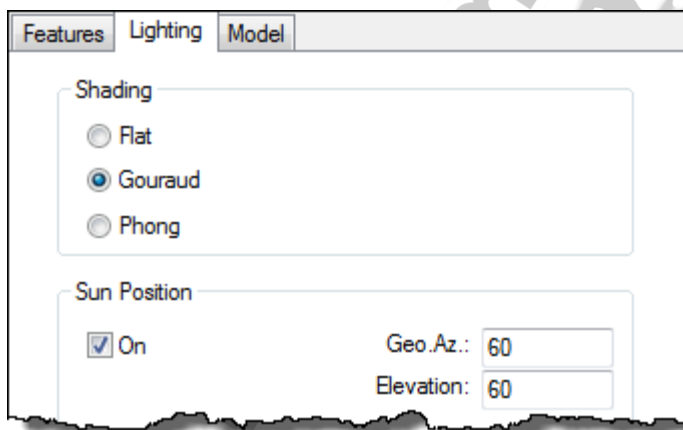 Features Lighting Model
Shading
Flat
Gouraud
Phong
Sun Position
On Geo.Az.: 60
Elevation: 60